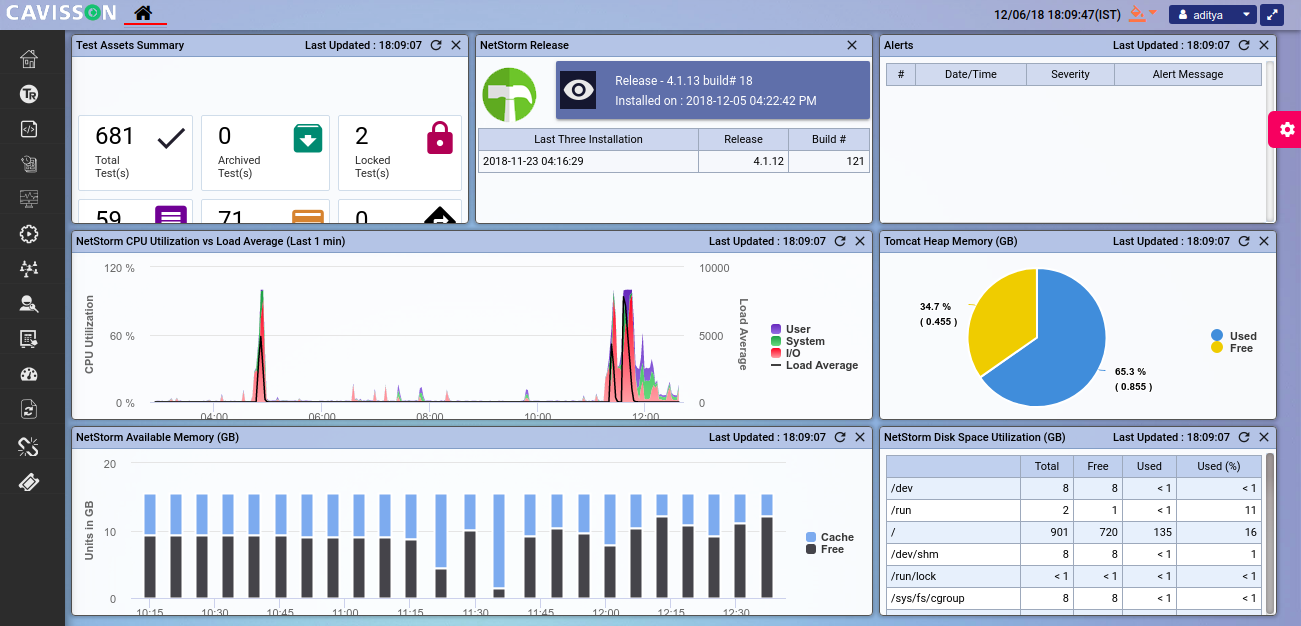 CAVISSON
12/06/18 18:09:47(IST)
aditya
TR
Test Assets Summary
Last Updated : 18:09:07
681
Total
Test(s)
0
Archived
Test(s)
2
Locked
Test(s)
59
71
0
NetStorm Release
Release - 4.1.13 build# 18
Installed on : 2018-12-05 04:22:42 PM
Last Three Installation Release Build #
2018-11-23 04:16:29 4.1.12 121
Alerts
Last Updated : 18:09:07
# Date/Time Severity Alert Message
NetStorm CPU Utilization vs Load Average (Last 1 min)
Last Updated : 18:09:07
120 %
60 %
0 %
CPU Utilization
10000
5000
0
Load Average
04:00 06:00 08:00 10:00 12:00
User
System
I/O
Load Average
Tomcat Heap Memory (GB)
Last Updated : 18:09:07
34.7 %
( 0.455 )
65.3 %
( 0.855 )
Used
Free
NetStorm Available Memory (GB)
Last Updated : 18:09:07
20
10
0
Units in GB
10:15 10:30 10:45 11:00 11:15 11:30 11:45 12:00 12:15 12:30
Cache
Free
NetStorm Disk Space Utilization (GB)
Last Updated : 18:09:07
Total Free Used Used (%)
/dev 8 8 < 1 < 1
/run 2 1 < 1 11
/ 901 720 135 16
/dev/shm 8 8 < 1 1
/run/lock < 1 < 1 < 1 < 1
/sys/fs/cgroup 8 8 < 1 < 1